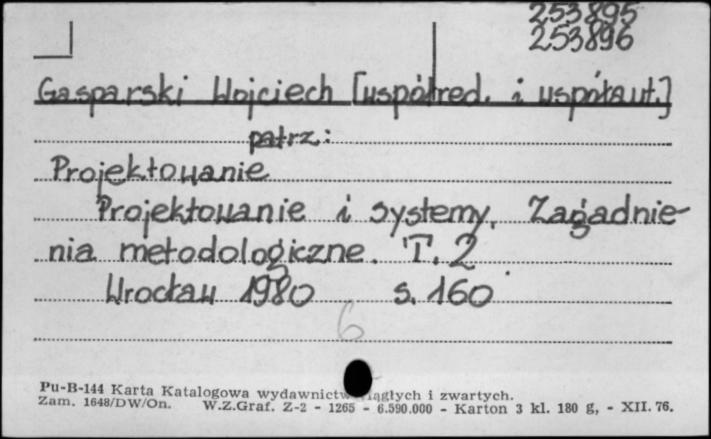 253895
253896
Gasparski Wojciech [współred. i współaut.]
patrz:
Projektowanie
Projektowanie i systemy. Zagadnie-
nia metodologiczne. T. 2
Wrocław 1980 s. 160
6
Pu-B-144 Karta Katalogowa wydawnictw ciągłych i zwartych.
Zam. 1648/DW/On. W.Z.Graf. Z-2 - 1265 - 6.590.000 - Karton 3 kl. 180 g, - XII. 76.